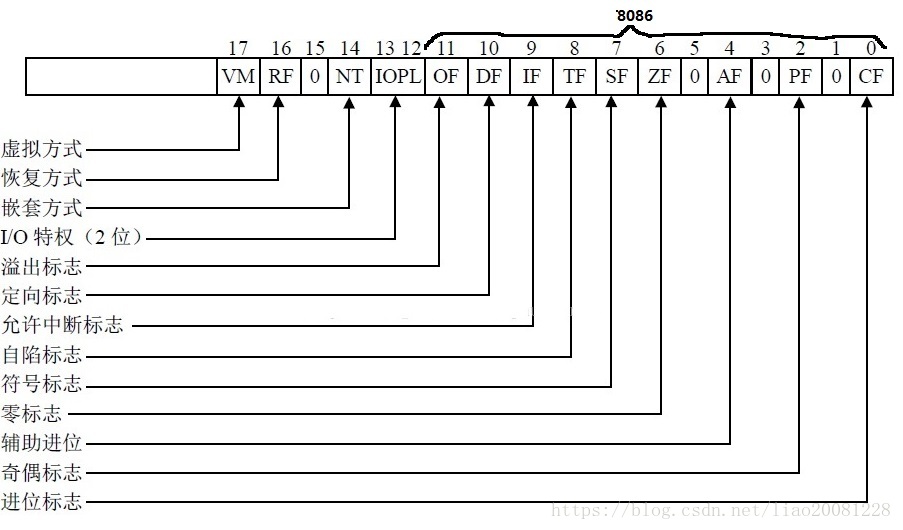 8086
17 16 15 14 13 12 11 10 9 8 7 6 5 4 3 2 1 0
VM RF 0 NT IOPL OF DF IF TF SF ZF 0 AF 0 PF 0 CF
虚拟方式
恢复方式
嵌套方式
I/O 特权（2 位）
溢出标志
定向标志
允许中断标志
自陷标志
符号标志
零标志
辅助进位
奇偶标志
进位标志
https://blog.csdn.net/liao20081228